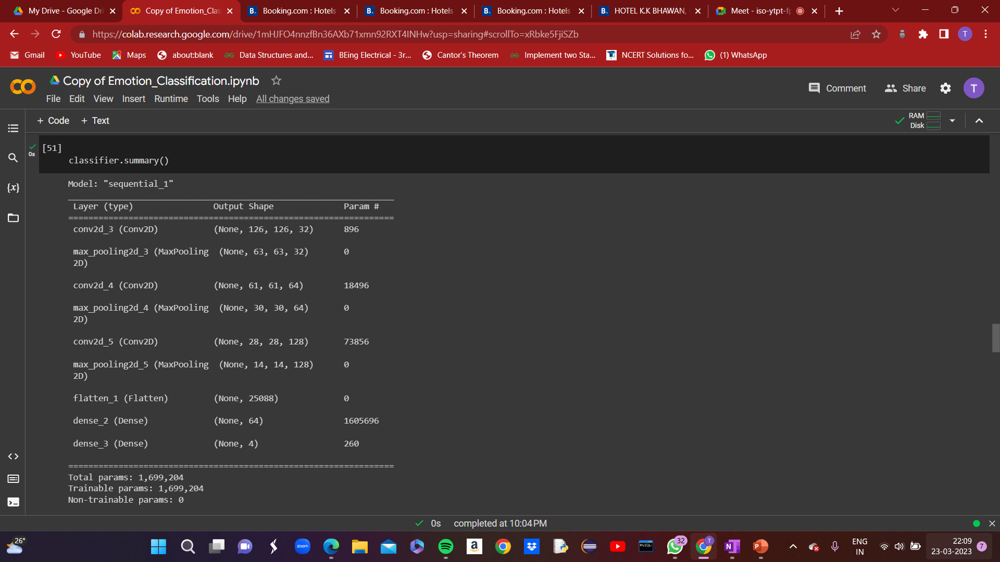 My Drive - Google Dri
Copy of Emotion_Clas
Booking.com : Hotels
Booking.com : Hotels
Booking.com : Hotels
HOTEL K.K BHAWAN,
Meet - iso-ytpt-fp
https://colab.research.google.com/drive/1mHJFO4nnzfBn36AXb71xmn92RXT4INHw?usp=sharing#scrollTo=xRbke5FjiSZb
T
Gmail
YouTube
Maps
about:blank
Data Structures and...
BEing Electrical - 3r...
Cantor's Theorem
Implement two Sta...
NCERT Solutions fo...
(1) WhatsApp
Copy of Emotion_Classification.ipynb
File Edit View Insert Runtime Tools Help All changes saved
Comment
Share
T
+ Code + Text
RAM
Disk
[51]
0s
classifier.summary()
{x}
Model: "sequential_1"
Layer (type) Output Shape Param #
=================================================================
conv2d_3 (Conv2D) (None, 126, 126, 32) 896
max_pooling2d_3 (MaxPooling (None, 63, 63, 32) 0
2D)
conv2d_4 (Conv2D) (None, 61, 61, 64) 18496
max_pooling2d_4 (MaxPooling (None, 30, 30, 64) 0
2D)
conv2d_5 (Conv2D) (None, 28, 28, 128) 73856
max_pooling2d_5 (MaxPooling (None, 14, 14, 128) 0
2D)
flatten_1 (Flatten) (None, 25088) 0
dense_2 (Dense) (None, 64) 1605696
dense_3 (Dense) (None, 4) 260
=================================================================
Total params: 1,699,204
Trainable params: 1,699,204
Non-trainable params: 0
0s completed at 10:04 PM
26°
zoom
a
MySQL
32
T
N
P
ENG
IN
22:09
23-03-2023
7